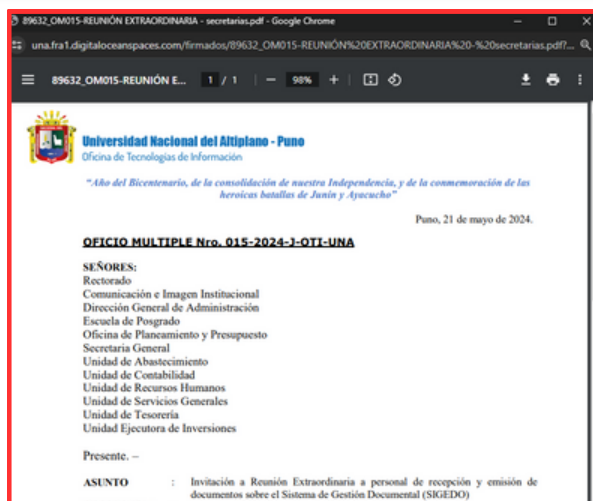 89632_OM015-REUNIÓN EXTRAORDINARIA - secretarias.pdf - Google Chrome
una.fra1.digitaloceanspaces.com/firmados/89632_OM015-REUNIÓN%20EXTRAORDINARIA%20-%20secretarias.pdf?...
89632_OM015-REUNIÓN E... 1 / 1 98%
Universidad Nacional del Altiplano - Puno
Oficina de Tecnologías de Información
"Año del Bicentenario, de la consolidación de nuestra Independencia, y de la conmemoración de las
heroicas batallas de Junín y Ayacucho"
Puno, 21 de mayo de 2024.
OFICIO MULTIPLE Nro. 015-2024-J-OTI-UNA
SEÑORES:
Rectorado
Comunicación e Imagen Institucional
Dirección General de Administración
Escuela de Posgrado
Oficina de Planeamiento y Presupuesto
Secretaria General
Unidad de Abastecimiento
Unidad de Contabilidad
Unidad de Recursos Humanos
Unidad de Servicios Generales
Unidad de Tesorería
Unidad Ejecutora de Inversiones
Presente. –
ASUNTO : Invitación a Reunión Extraordinaria a personal de recepción y emisión de
documentos sobre el Sistema de Gestión Documental (SIGEDO)